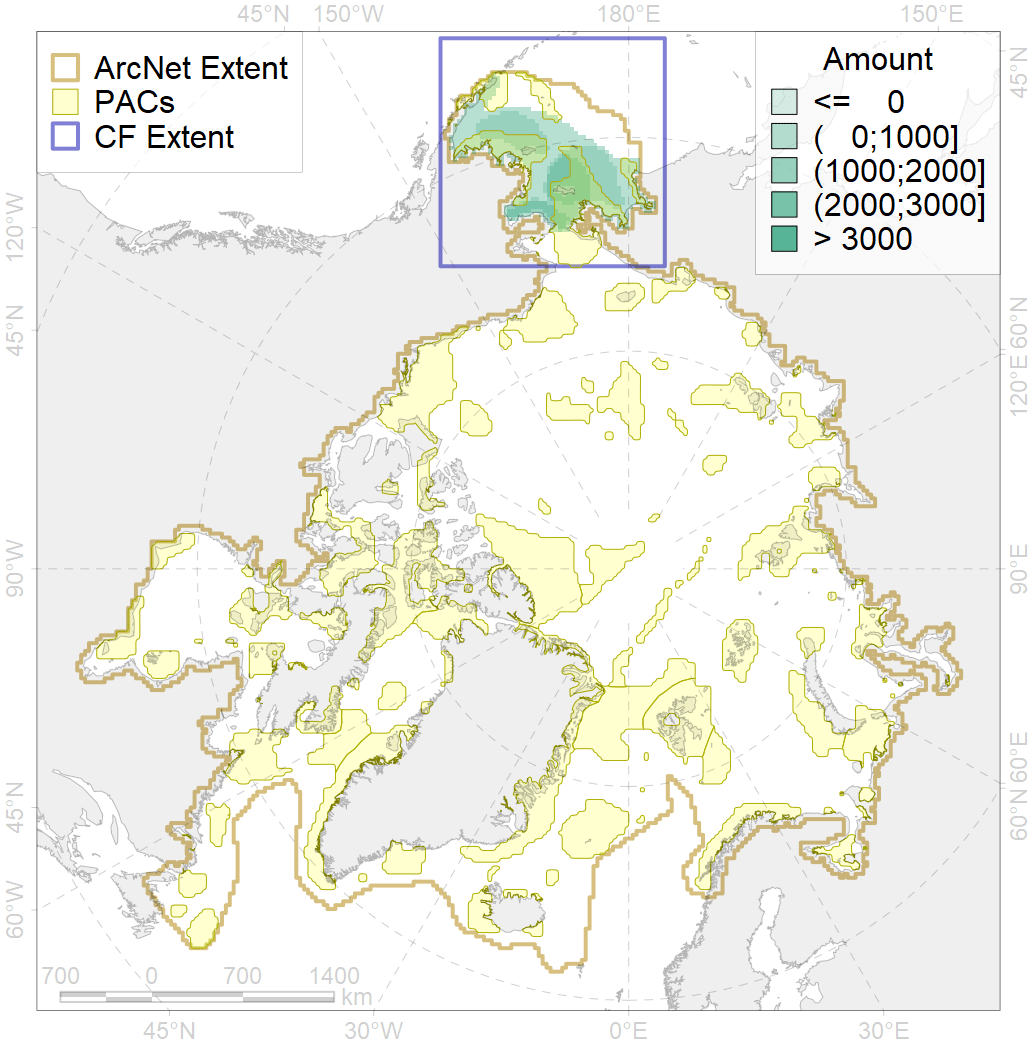 45°N 150°W 180°E 150°E
ArcNet Extent
PACs
CF Extent
Amount
<= 0
( 0;1000]
(1000;2000]
(2000;3000]
> 3000
45°N
120°W
45°N
60°N
120°E
90°W
90°E
45°N
60°W
60°E
60°N
700 0 700 1400
km
45°N 30°W 0°E 30°E